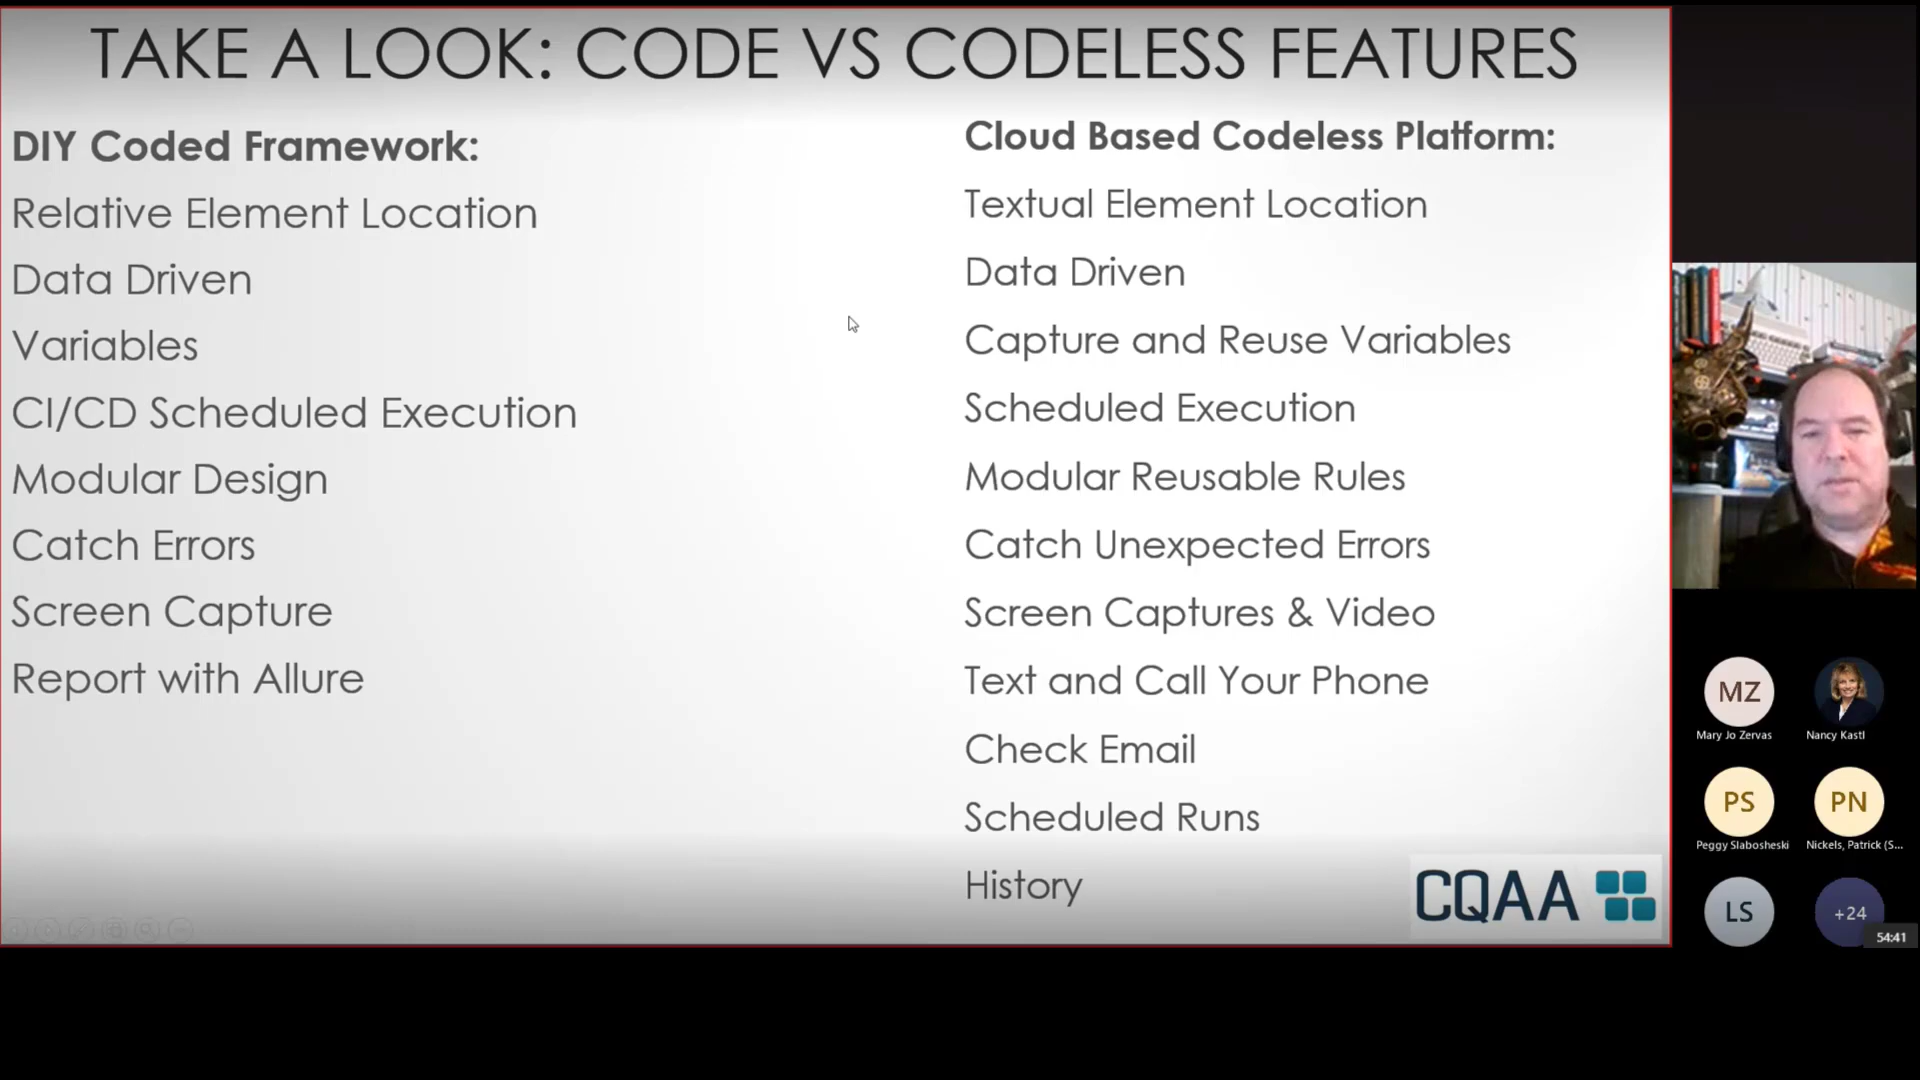 TAKE A LOOK: CODE VS CODELESS FEATURES
DIY Coded Framework:
Relative Element Location
Data Driven
Variables
CI/CD Scheduled Execution
Modular Design
Catch Errors
Screen Capture
Report with Allure
Cloud Based Codeless Platform:
Textual Element Location
Data Driven
Capture and Reuse Variables
Scheduled Execution
Modular Reusable Rules
Catch Unexpected Errors
Screen Captures & Video
Text and Call Your Phone
Check Email
Scheduled Runs
History
CQAA
MZ
Mary Jo Zervas
Nancy Kastl
PS
Peggy Slabosheski
PN
Nickels, Patrick (S...
LS
+24
54:41